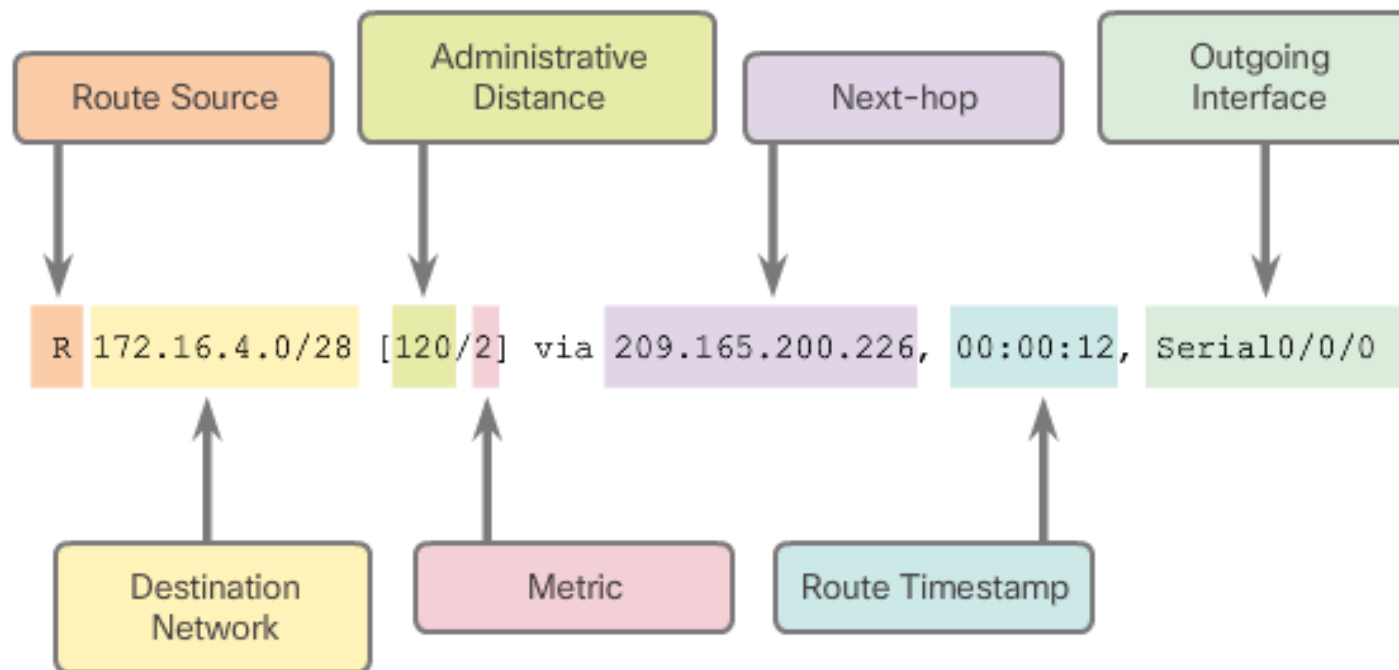 Route Source
Administrative
Distance
Next-hop
Outgoing
Interface
R 172.16.4.0/28 [120/2] via 209.165.200.226, 00:00:12, Serial0/0/0
Destination
Network
Metric
Route Timestamp